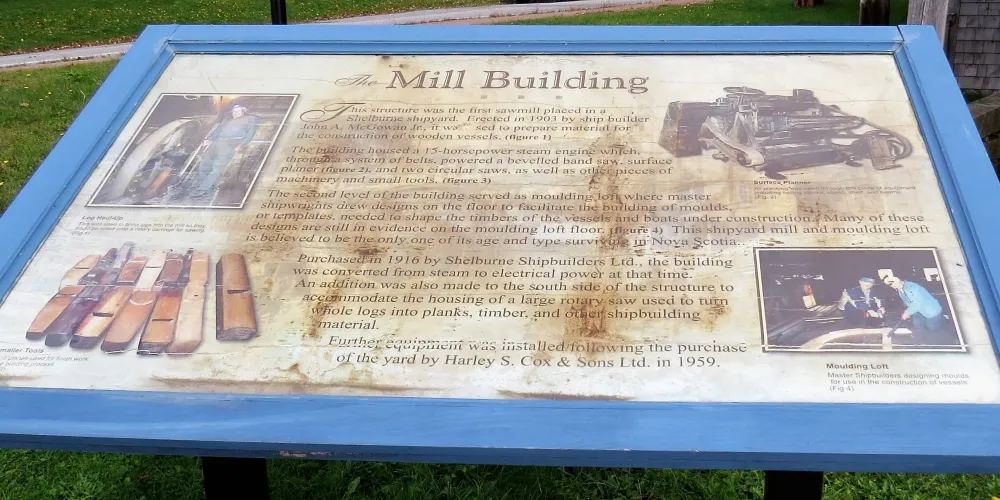 The Mill Building
This structure was the first sawmill placed in a
Shelburne shipyard. Erected in 1903 by ship builder
John A. McGowan Jr., it wa sed to prepare material for
the construction of wooden vessels. (figure 1)
The building housed a 15-horsepower steam engine which,
through a system of belts, powered a bevelled band saw, surface
planer (figure 2), and two circular saws, as well as other pieces of
machinery and small tools. (figure 3)
The second level of the building served as moulding loft where master
shipwrights drew designs on the floor to facilitate the building of moulds,
or templates, needed to shape the timbers of the vessels and boats under construction. Many of these
designs are still in evidence on the moulding loft floor. (figure 4) This shipyard mill and moulding loft
is believed to be the only one of its age and type surviving in Nova Scotia.
Purchased in 1916 by Shelburne Shipbuilders Ltd., the building
was converted from steam to electrical power at that time.
An addition was also made to the south side of the structure to
accommodate the housing of a large rotary saw used to turn
whole logs into planks, timber, and other shipbuilding
material.
Further equipment was installed following the purchase
of the yard by Harley S. Cox & Sons Ltd. in 1959.
Log Haul-Up
Surface Planner
maller Tools
building process
Moulding Loft
Master Shipbuilders designing moulds
for use in the construction of vessels
(Fig 4)